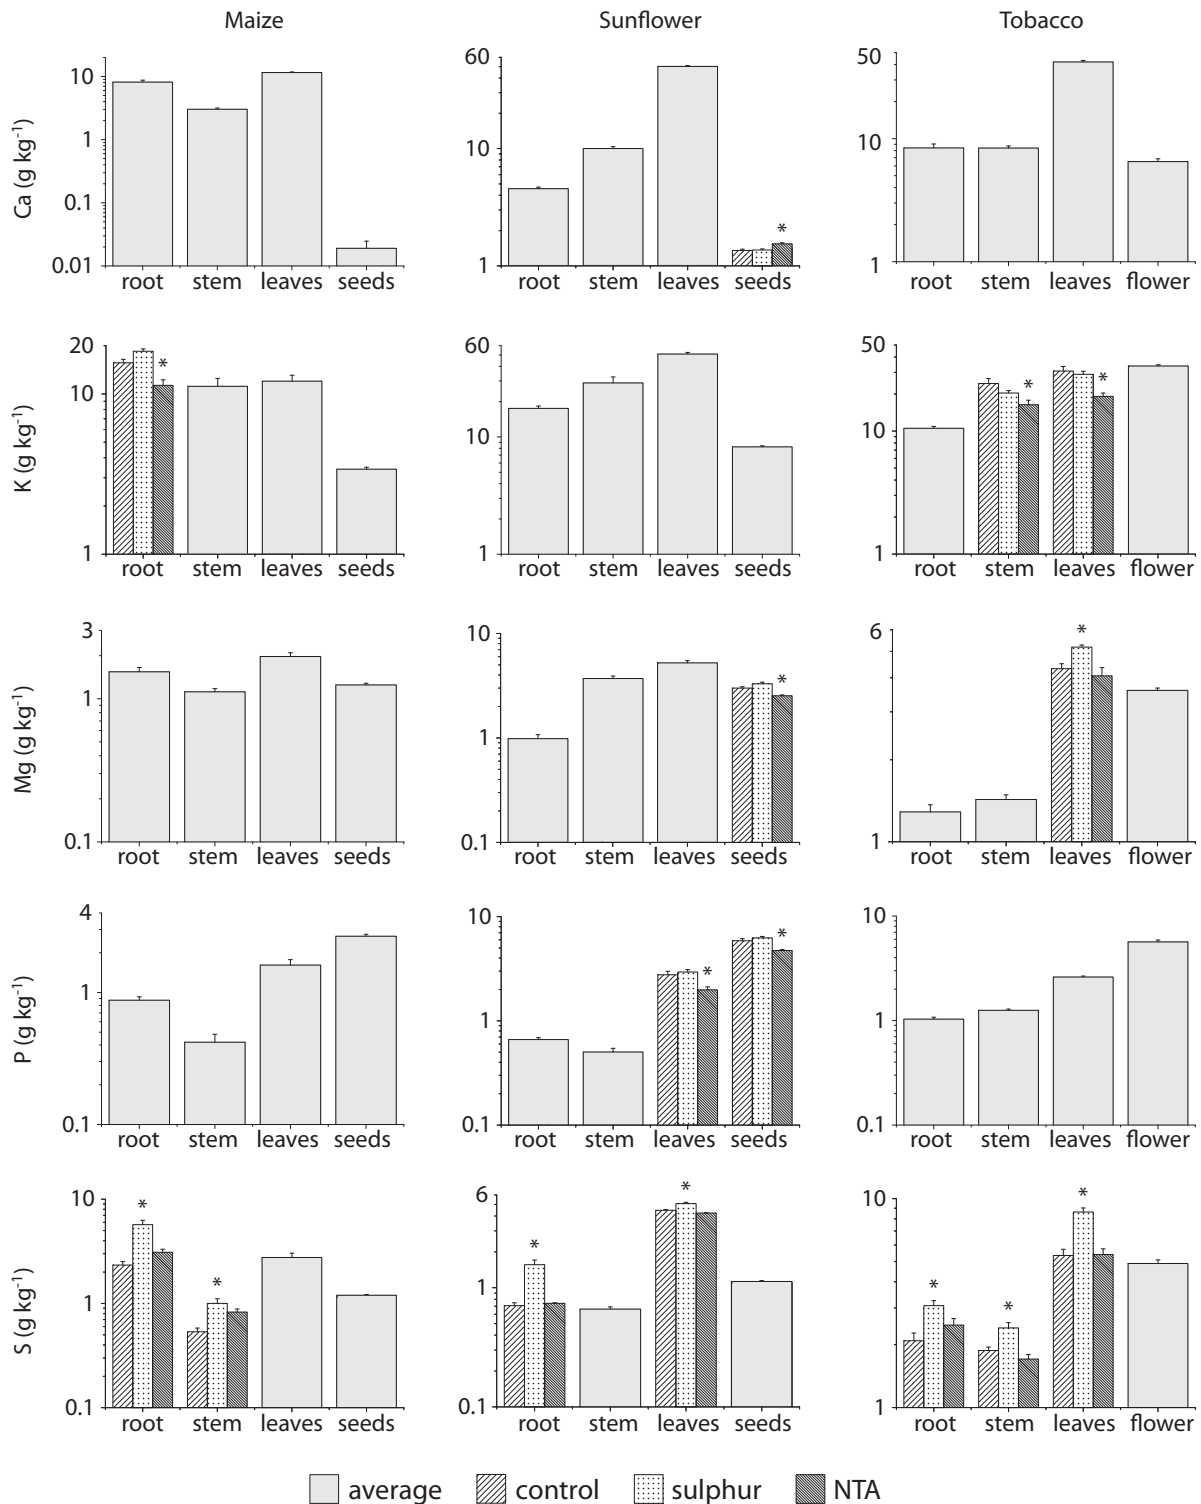 Maize Sunflower Tobacco
Ca (g kg-1)
10
1
0.1
0.01
root stem leaves seeds
60
10
1
*
root stem leaves seeds
50
10
1
root stem leaves flower
K (g kg-1)
20
10
1
*
root stem leaves seeds
60
10
1
root stem leaves seeds
50
10
1
* *
root stem leaves flower
Mg (g kg-1)
3
1
0.1
root stem leaves seeds
10
1
0.1
*
root stem leaves seeds
6
1
*
root stem leaves flower
P (g kg-1)
4
1
0.1
root stem leaves seeds
10
1
0.1
* *
root stem leaves seeds
10
1
0.1
root stem leaves flower
S (g kg-1)
10
1
0.1
* *
root stem leaves seeds
6
1
0.1
* *
root stem leaves seeds
10
1
* * *
root stem leaves flower
average control sulphur NTA